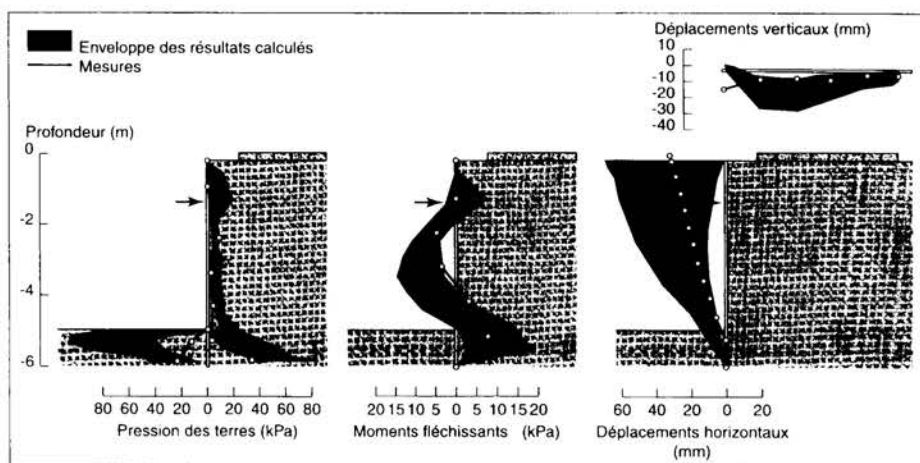 Enveloppe des résultats calculés
Mesures
Déplacements verticaux (mm)
10
0
-10
-20
-30
-40
Profondeur (m)
0
-2
-4
-6
80 60 40 20 0 20 40 60 80
Pression des terres (kPa)
20 15 10 5 0 5 10 15 20
Moments fléchissants (kPa)
60 40 20 0 20
Déplacements horizontaux
(mm)